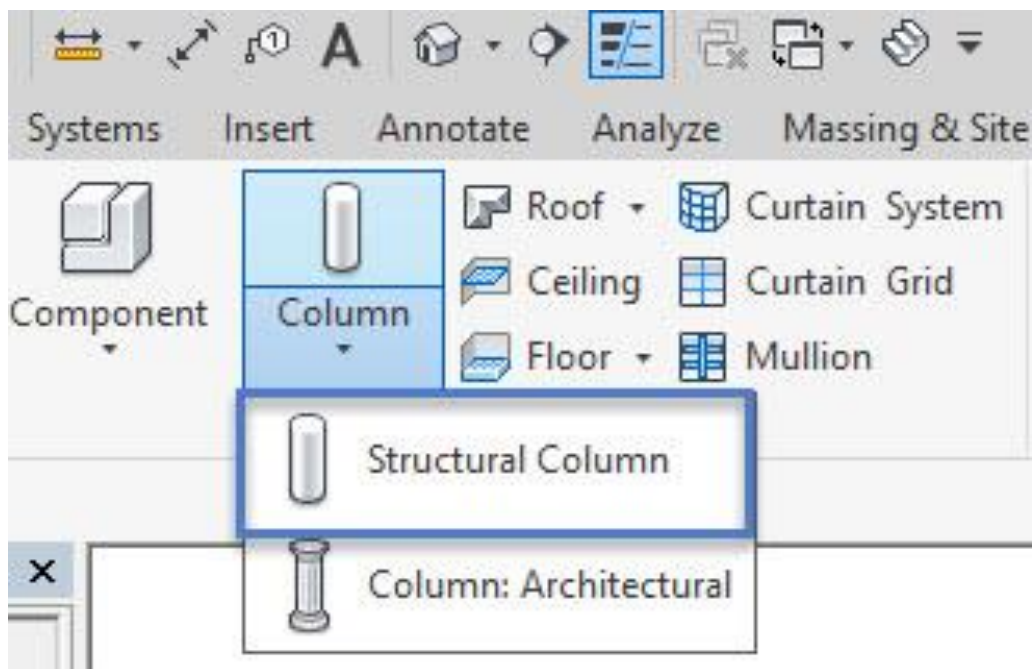 1 A
Systems Insert Annotate Analyze Massing & Site
Component
Column
Roof Curtain System
Ceiling Curtain Grid
Floor Mullion
Structural Column
Column: Architectural